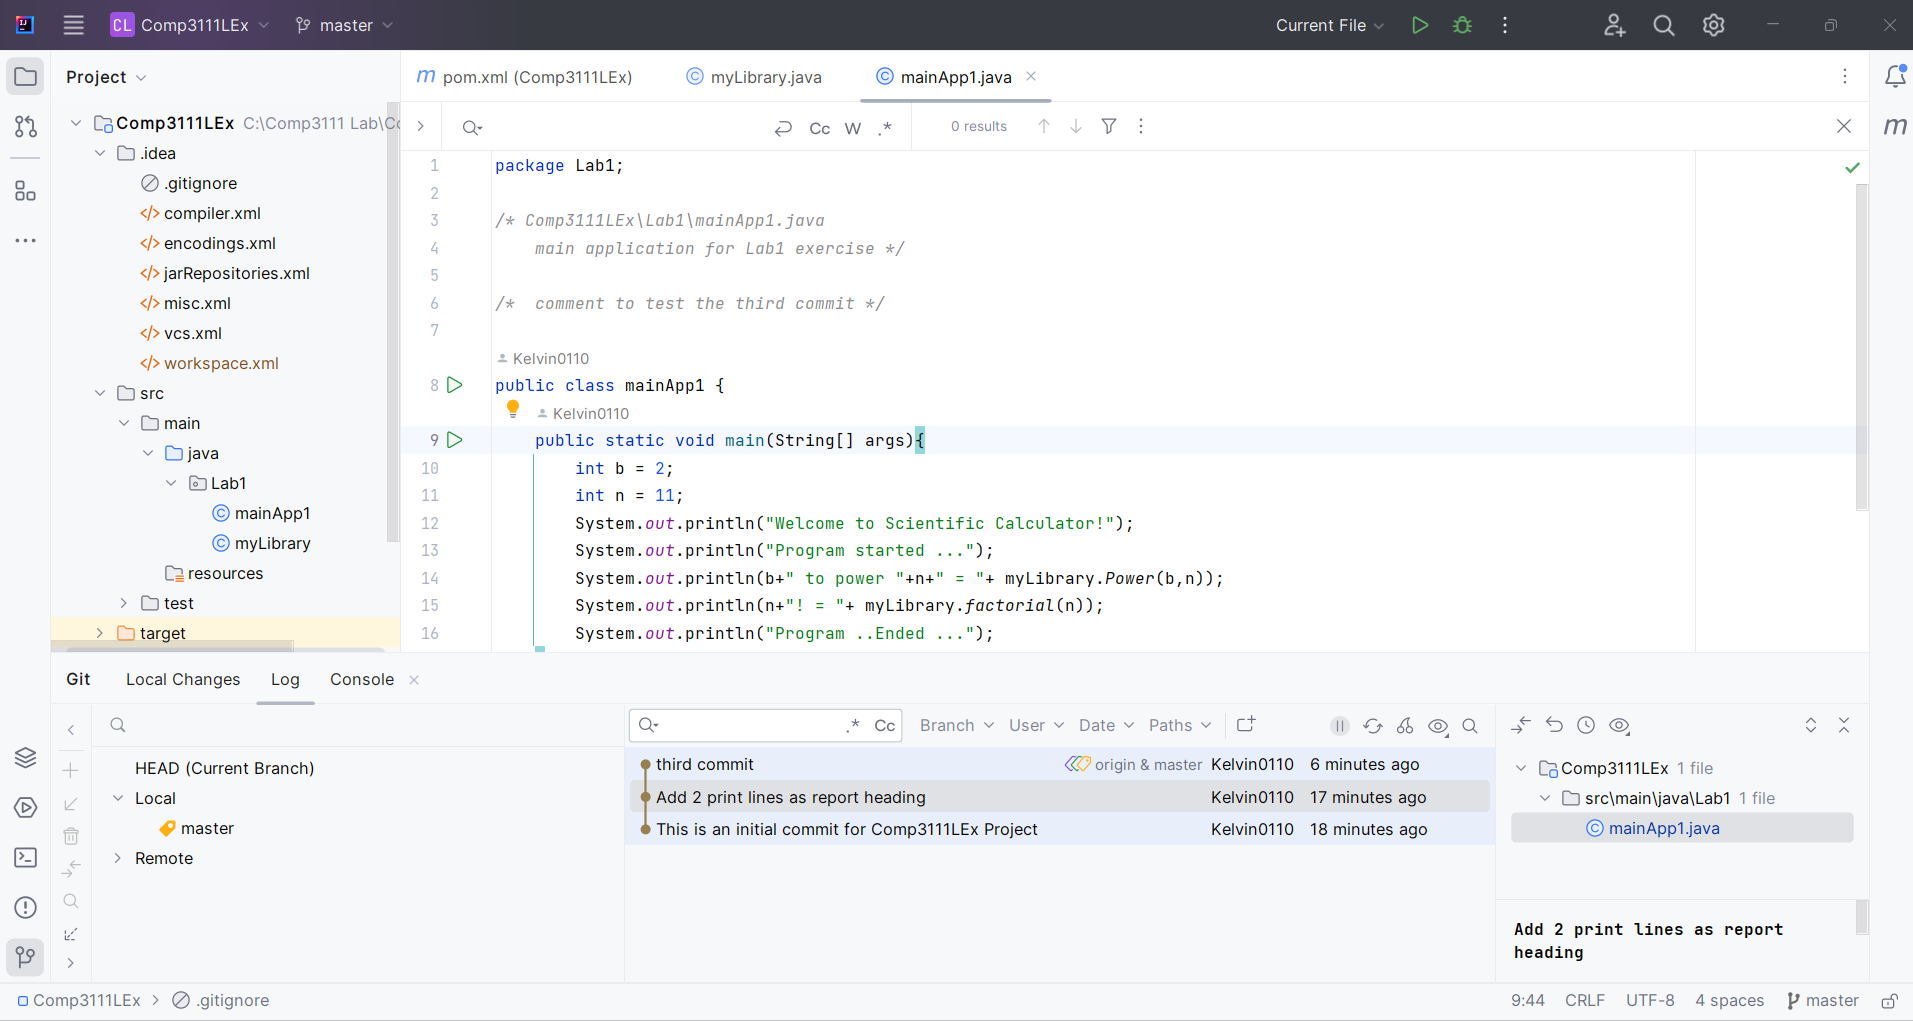 CL Comp3111LEx master Current File
Project
pom.xml (Comp3111LEx) myLibrary.java mainApp1.java
Comp3111LEx C:\Comp3111 Lab\Co
.idea
.gitignore
compiler.xml
encodings.xml
jarRepositories.xml
misc.xml
vcs.xml
workspace.xml
src
main
java
Lab1
mainApp1
myLibrary
resources
test
target
Cc W .* 0 results
1 package Lab1;
2
3 /* Comp3111LEx\Lab1\mainApp1.java
4 main application for Lab1 exercise */
5
6 /* comment to test the third commit */
7
Kelvin0110
8 public class mainApp1 {
Kelvin0110
9 public static void main(String[] args){
10 int b = 2;
11 int n = 11;
12 System.out.println("Welcome to Scientific Calculator!");
13 System.out.println("Program started ...");
14 System.out.println(b+" to power "+n+" = "+ myLibrary.Power(b,n));
15 System.out.println(n+"! = "+ myLibrary.factorial(n));
16 System.out.println("Program ..Ended ...");
Git Local Changes Log Console
HEAD (Current Branch)
Local
master
Remote
.* Cc Branch User Date Paths
third commit origin & master Kelvin0110 6 minutes ago
Add 2 print lines as report heading Kelvin0110 17 minutes ago
This is an initial commit for Comp3111LEx Project Kelvin0110 18 minutes ago
Comp3111LEx 1 file
src\main\java\Lab1 1 file
mainApp1.java
Add 2 print lines as report
heading
Comp3111LEx > .gitignore 9:44 CRLF UTF-8 4 spaces master